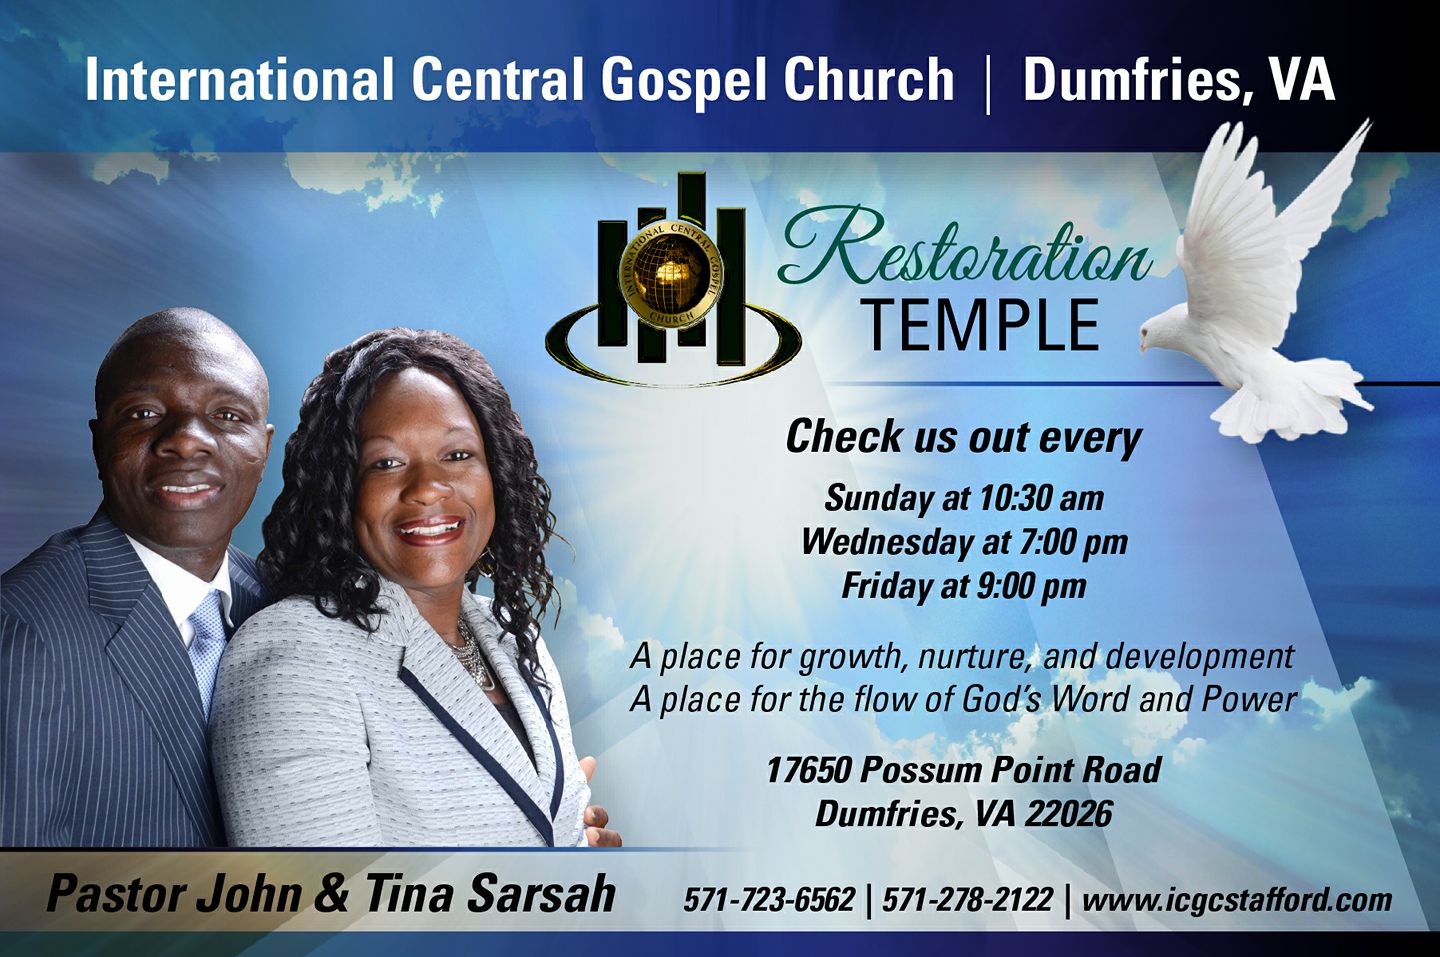 International Central Gospel Church | Dumfries, VA
INTERNATIONAL CENTRAL GOSPEL
CHURCH
Restoration
TEMPLE
Check us out every
Sunday at 10:30 am
Wednesday at 7:00 pm
Friday at 9:00 pm
A place for growth, nurture, and development
A place for the flow of God's Word and Power
17650 Possum Point Road
Dumfries, VA 22026
Pastor John & Tina Sarsah
571-723-6562 | 571-278-2122 | www.icgcstafford.com